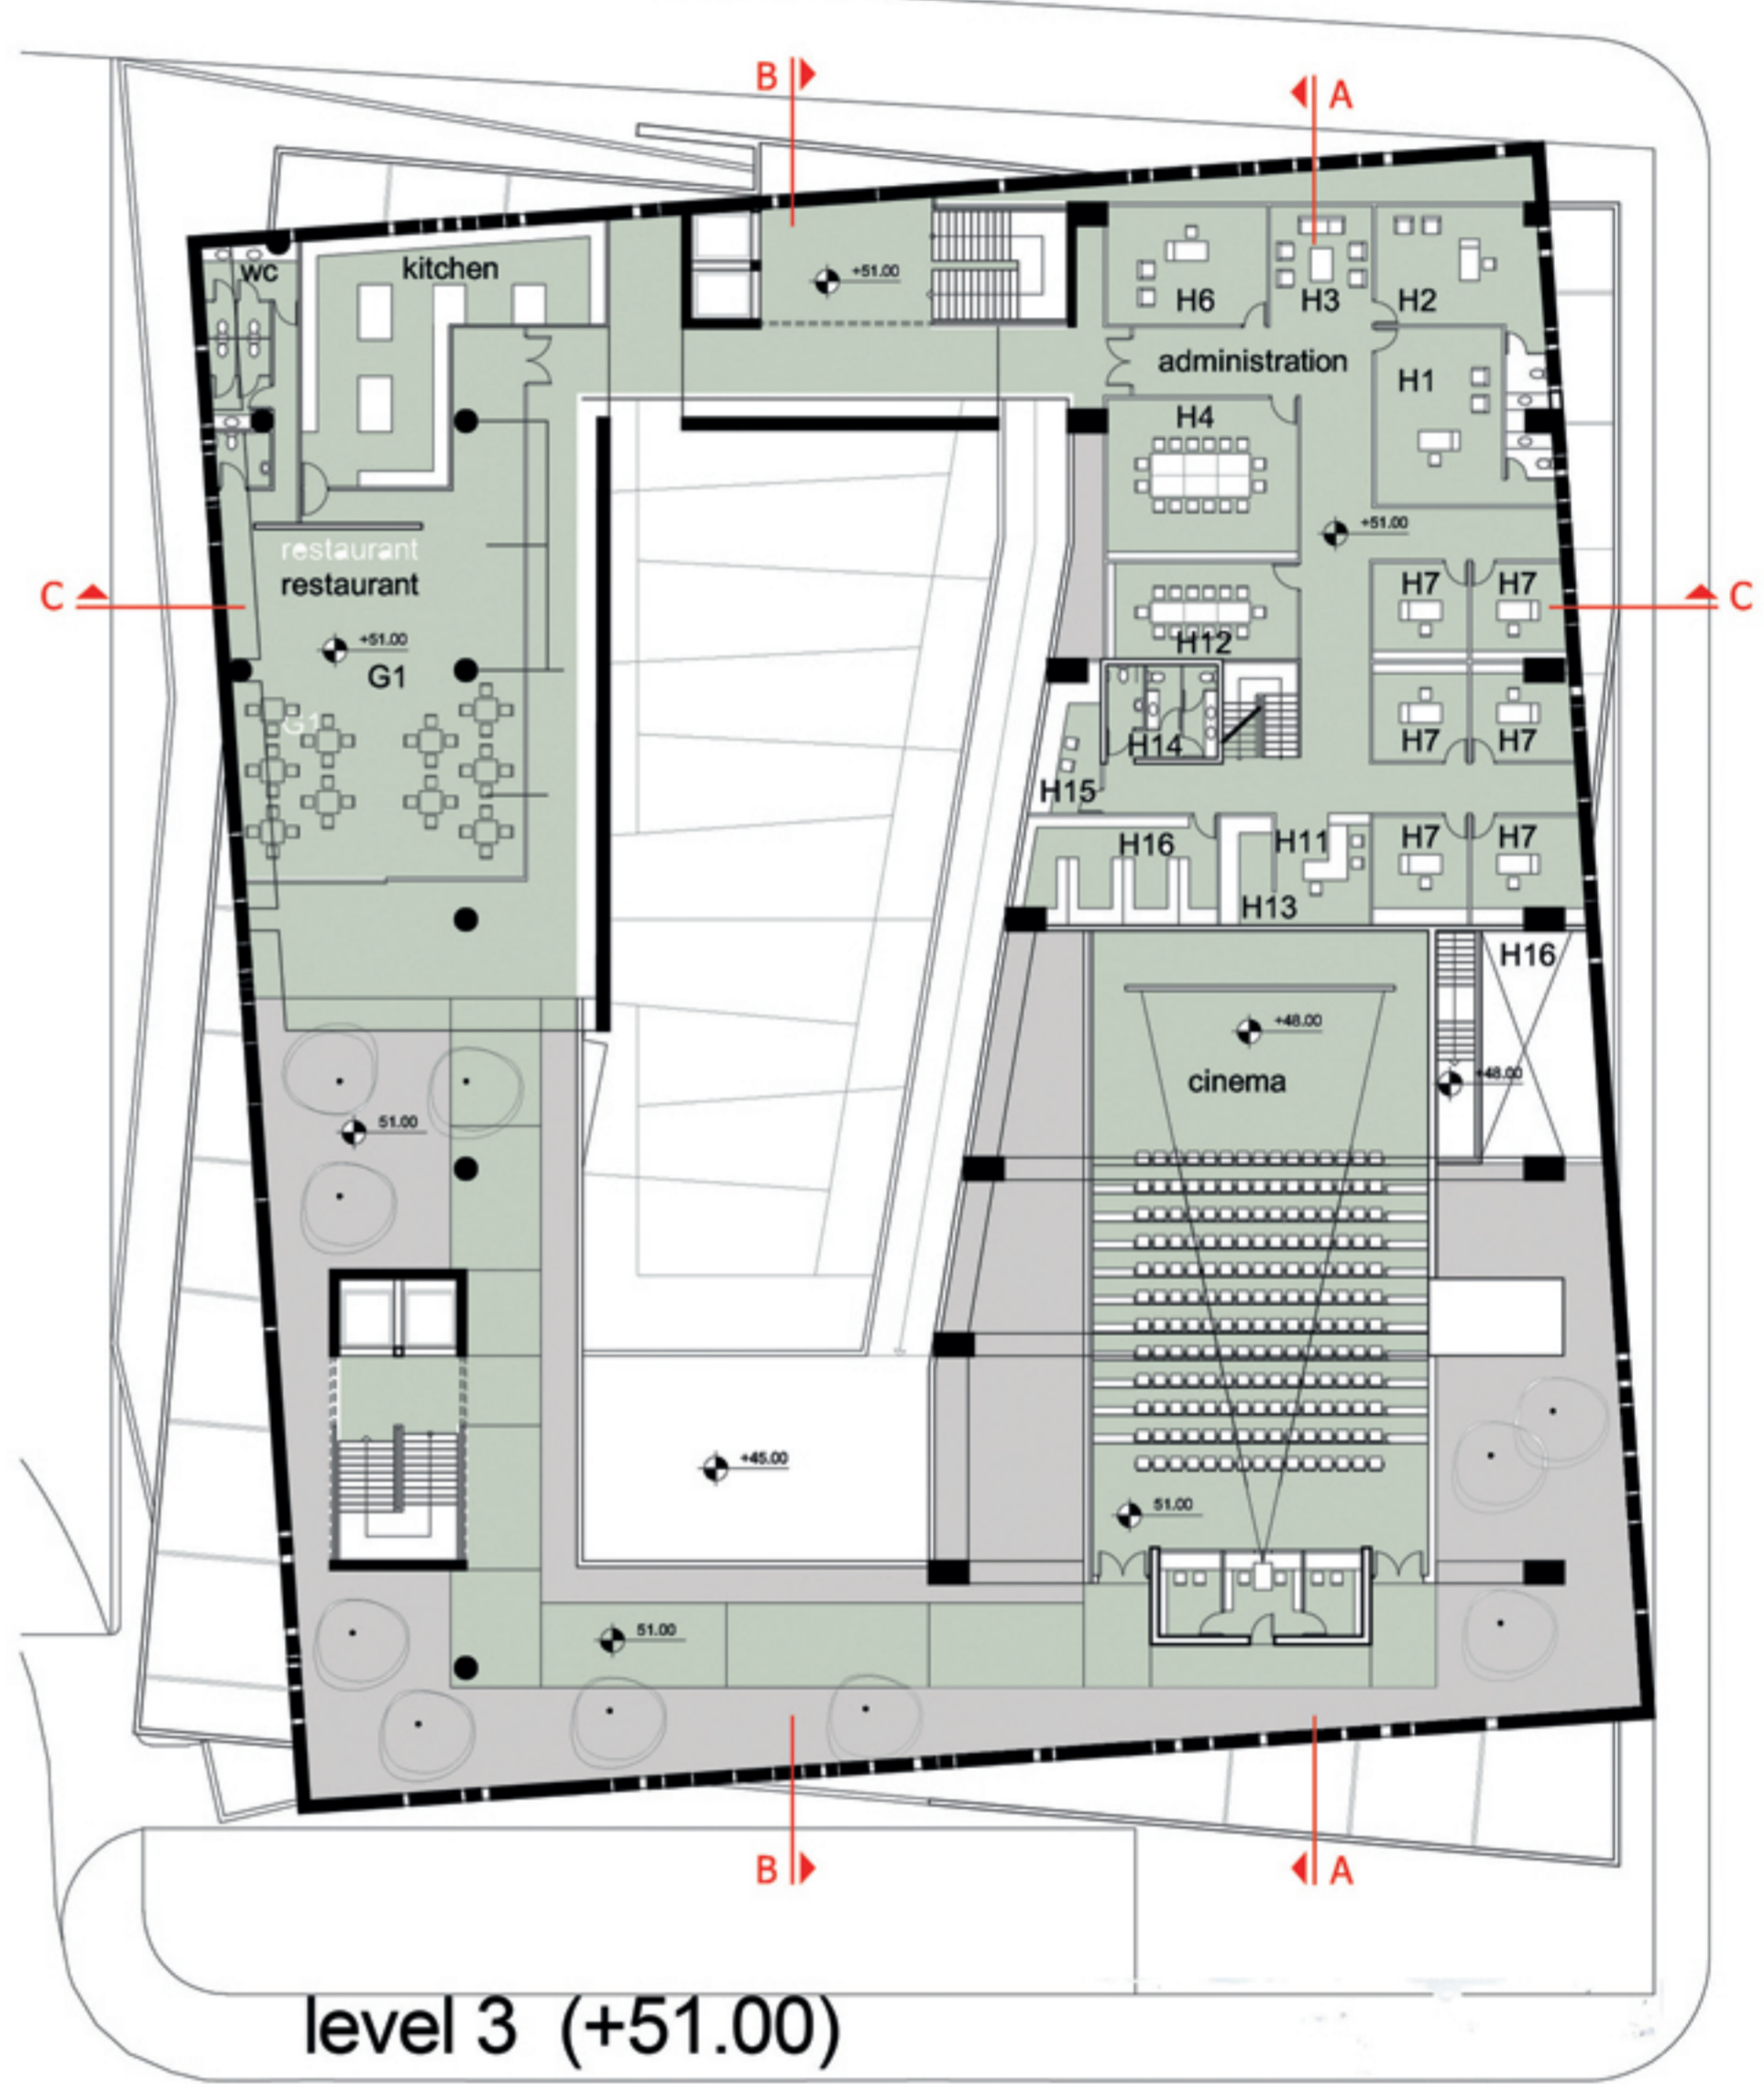 B
A
wc
kitchen
+51.00
H6
H3
H2
administration
H1
H4
restaurant
restaurant
+51.00
C
H7
H7
C
+51.00
G1
H12
G1
H14
H7
H7
H15
H16
H11
H7
H7
H13
H16
+48.00
cinema
+48.00
51.00
+45.00
51.00
51.00
B
A
level 3 (+51.00)